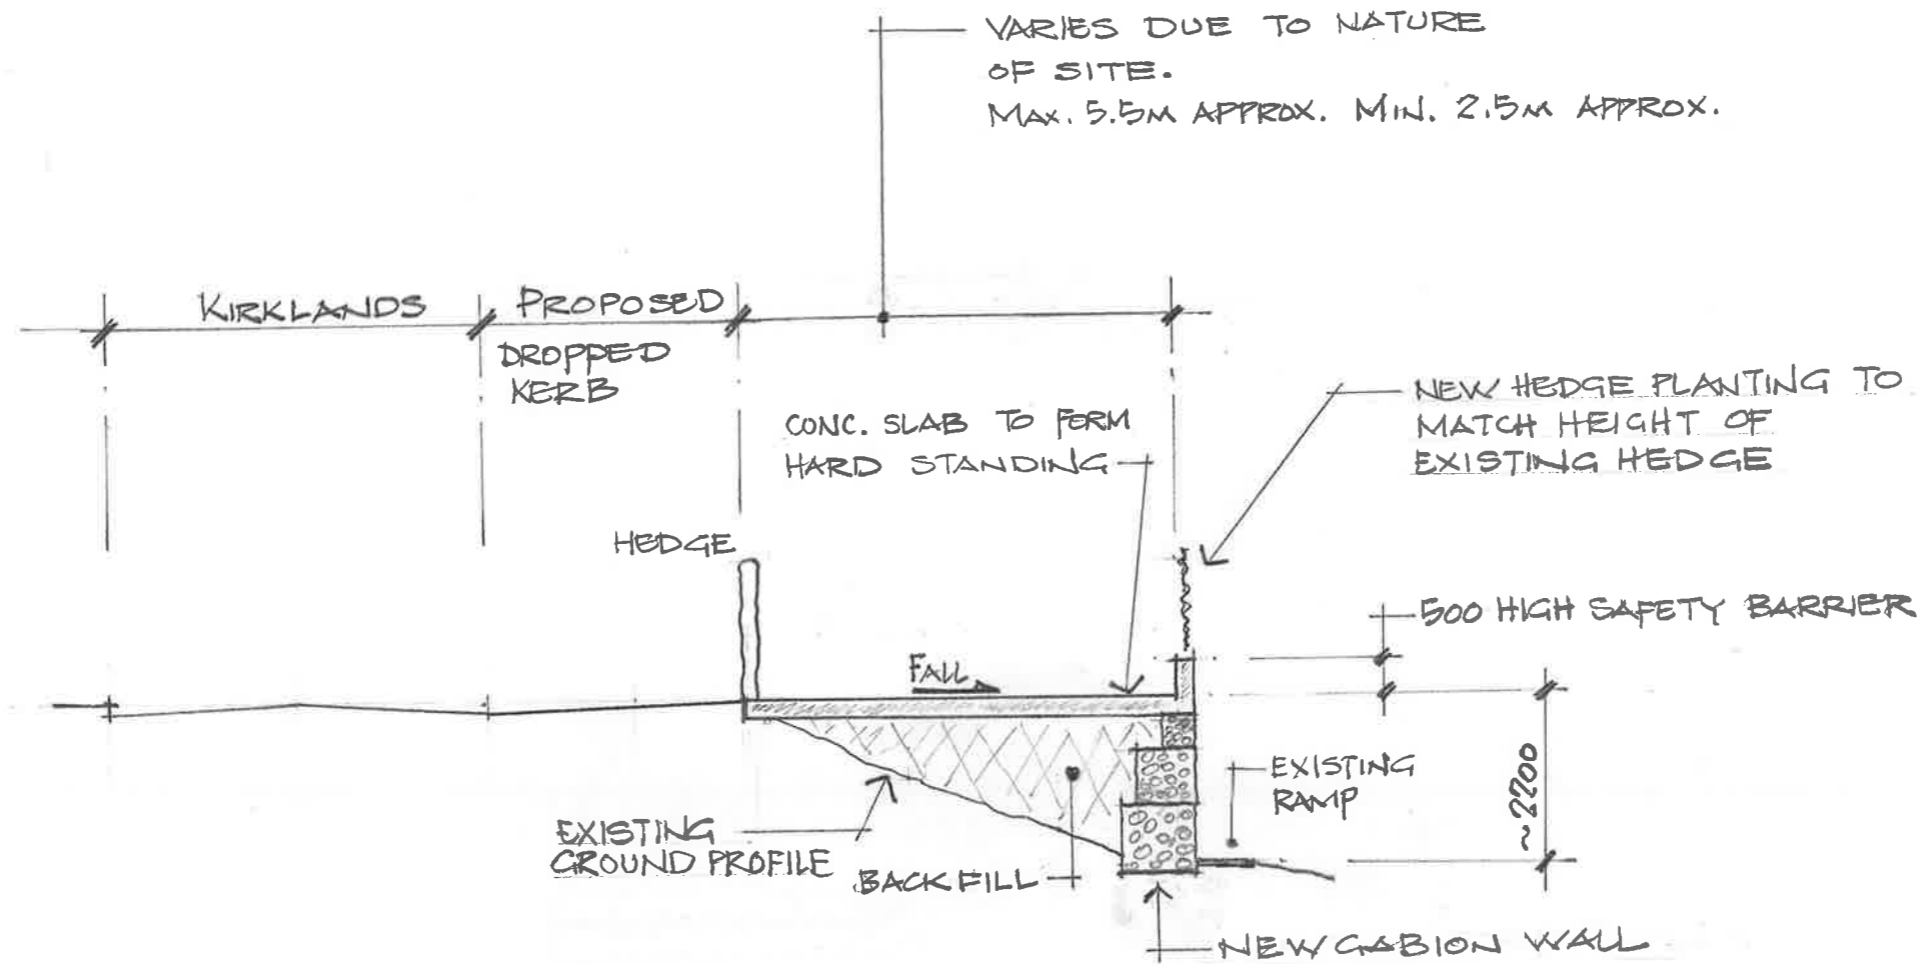 VARIES DUE TO NATURE
OF SITE.
MAX. 5.5M APPROX. MIN. 2.5M APPROX.
KIRKLANDS
PROPOSED
DROPPED
KERB
CONC. SLAB TO FORM
HARD STANDING
NEW HEDGE PLANTING TO
MATCH HEIGHT OF
EXISTING HEDGE
HEDGE
500 HIGH SAFETY BARRIER
FALL
EXISTING
RAMP
~2200
EXISTING
GROUND PROFILE
BACKFILL
NEW GABION WALL